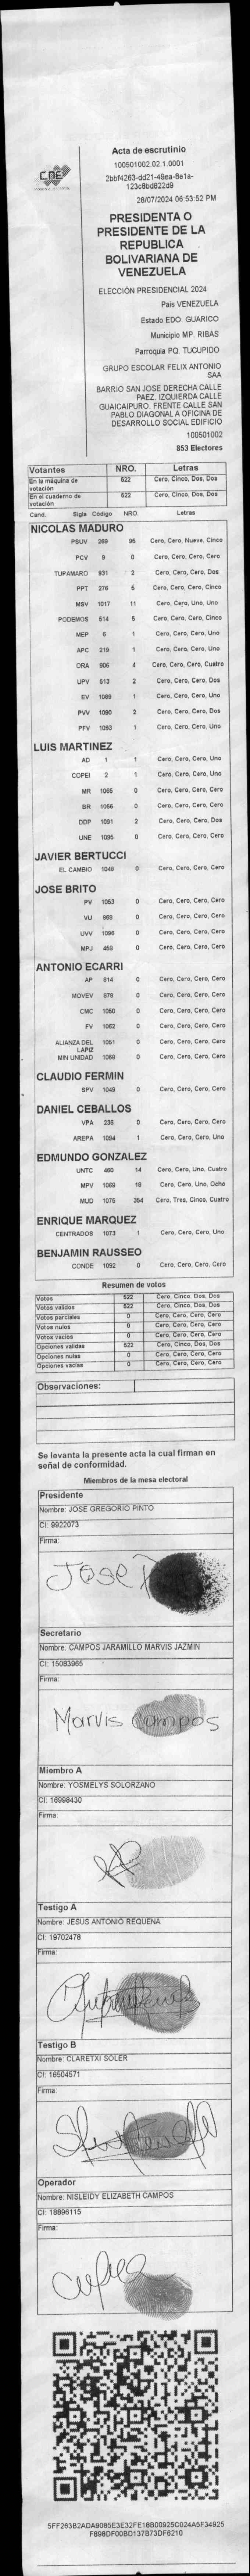 CNE
Acta de escrutinio
100501002.02.1.0001
2bbf4263-dd21-49ea-8e1a-
123c8bd622d9
28/07/2024 06:53:52 PM
PRESIDENTA O
PRESIDENTE DE LA
REPUBLICA
BOLIVARIANA DE
VENEZUELA
ELECCIÓN PRESIDENCIAL 2024
País VENEZUELA
Estado EDO. GUARICO
Municipio MP. RIBAS
Parroquia PQ. TUCUPIDO
GRUPO ESCOLAR FELIX ANTONIO
SAA
BARRIO SAN JOSE DERECHA CALLE
PAEZ. IZQUIERDA CALLE
GUAICAIPURO. FRENTE CALLE SAN
PABLO DIAGONAL A OFICINA DE
DESARROLLO SOCIAL EDIFICIO
100501002
853 Electores
Votantes NRO. Letras
En la máquina de votación 522 Cero, Cinco, Dos, Dos
En el cuaderno de votación 522 Cero, Cinco, Dos, Dos
Cand. Sigla Código NRO. Letras
NICOLAS MADURO
PSUV 269 95 Cero, Cero, Nueve, Cinco
PCV 9 0 Cero, Cero, Cero, Cero
TUPAMARO 931 2 Cero, Cero, Cero, Dos
PPT 276 5 Cero, Cero, Cero, Cinco
MSV 1017 11 Cero, Cero, Uno, Uno
PODEMOS 514 5 Cero, Cero, Cero, Cinco
MEP 6 1 Cero, Cero, Cero, Uno
APC 219 1 Cero, Cero, Cero, Uno
ORA 906 4 Cero, Cero, Cero, Cuatro
UPV 513 2 Cero, Cero, Cero, Dos
EV 1089 1 Cero, Cero, Cero, Uno
PVV 1090 2 Cero, Cero, Cero, Dos
PFV 1093 1 Cero, Cero, Cero, Uno
LUIS MARTINEZ
AD 1 1 Cero, Cero, Cero, Uno
COPEI 2 1 Cero, Cero, Cero, Uno
MR 1065 0 Cero, Cero, Cero, Cero
BR 1066 0 Cero, Cero, Cero, Cero
DDP 1091 2 Cero, Cero, Cero, Dos
UNE 1095 0 Cero, Cero, Cero, Cero
JAVIER BERTUCCI
EL CAMBIO 1048 0 Cero, Cero, Cero, Cero
JOSE BRITO
PV 1053 0 Cero, Cero, Cero, Cero
VU 968 0 Cero, Cero, Cero, Cero
UVV 1096 0 Cero, Cero, Cero, Cero
MPJ 459 0 Cero, Cero, Cero, Cero
ANTONIO ECARRI
AP 814 0 Cero, Cero, Cero, Cero
MOVEV 878 0 Cero, Cero, Cero, Cero
CMC 1050 0 Cero, Cero, Cero, Cero
FV 1062 0 Cero, Cero, Cero, Cero
ALIANZA DEL LAPIZ 1051 0 Cero, Cero, Cero, Cero
MIN UNIDAD 1068 0 Cero, Cero, Cero, Cero
CLAUDIO FERMIN
SPV 1049 0 Cero, Cero, Cero, Cero
DANIEL CEBALLOS
VPA 236 0 Cero, Cero, Cero, Cero
AREPA 1094 1 Cero, Cero, Cero, Uno
EDMUNDO GONZALEZ
UNTC 460 14 Cero, Cero, Uno, Cuatro
MPV 1069 18 Cero, Cero, Uno, Ocho
MUD 1075 354 Cero, Tres, Cinco, Cuatro
ENRIQUE MARQUEZ
CENTRADOS 1073 1 Cero, Cero, Cero, Uno
BENJAMIN RAUSSEO
CONDE 1092 0 Cero, Cero, Cero, Cero
Resumen de votos
Votos 522 Cero, Cinco, Dos, Dos
Votos validos 522 Cero, Cinco, Dos, Dos
Votos parciales 0 Cero, Cero, Cero, Cero
Votos nulos 0 Cero, Cero, Cero, Cero
Votos vacios 0 Cero, Cero, Cero, Cero
Opciones validas 522 Cero, Cinco, Dos, Dos
Opciones nulas 0 Cero, Cero, Cero, Cero
Opciones vacias 0 Cero, Cero, Cero, Cero
Observaciones:
Se levanta la presente acta la cual firman en
señal de conformidad.
Miembros de la mesa electoral
Presidente
Nombre: JOSE GREGORIO PINTO
CI: 9922073
Firma:
JOSE P
Secretario
Nombre: CAMPOS JARAMILLO MARVIS JAZMIN
CI: 15083965
Firma:
Marvis Campos
Miembro A
Nombre: YOSMELYS SOLORZANO
CI: 16998430
Firma:
Testigo A
Nombre: JESUS ANTONIO REQUENA
CI: 19702478
Firma:
Testigo B
Nombre: CLARETXI SOLER
CI: 16504571
Firma:
Operador
Nombre: NISLEIDY ELIZABETH CAMPOS
CI: 18896115
Firma:
5FF263B2ADA9085E3E32FE18B00925C024A5F34925
F898DF00BD137B73DF6210